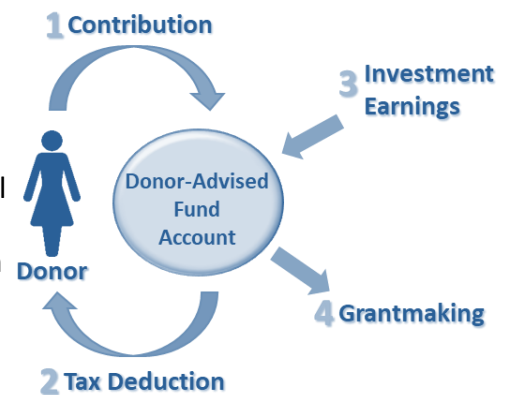 1 Contribution
3 Investment
Earnings
Donor-Advised
Fund
Account
l
n
Donor
4 Grantmaking
2 Tax Deduction